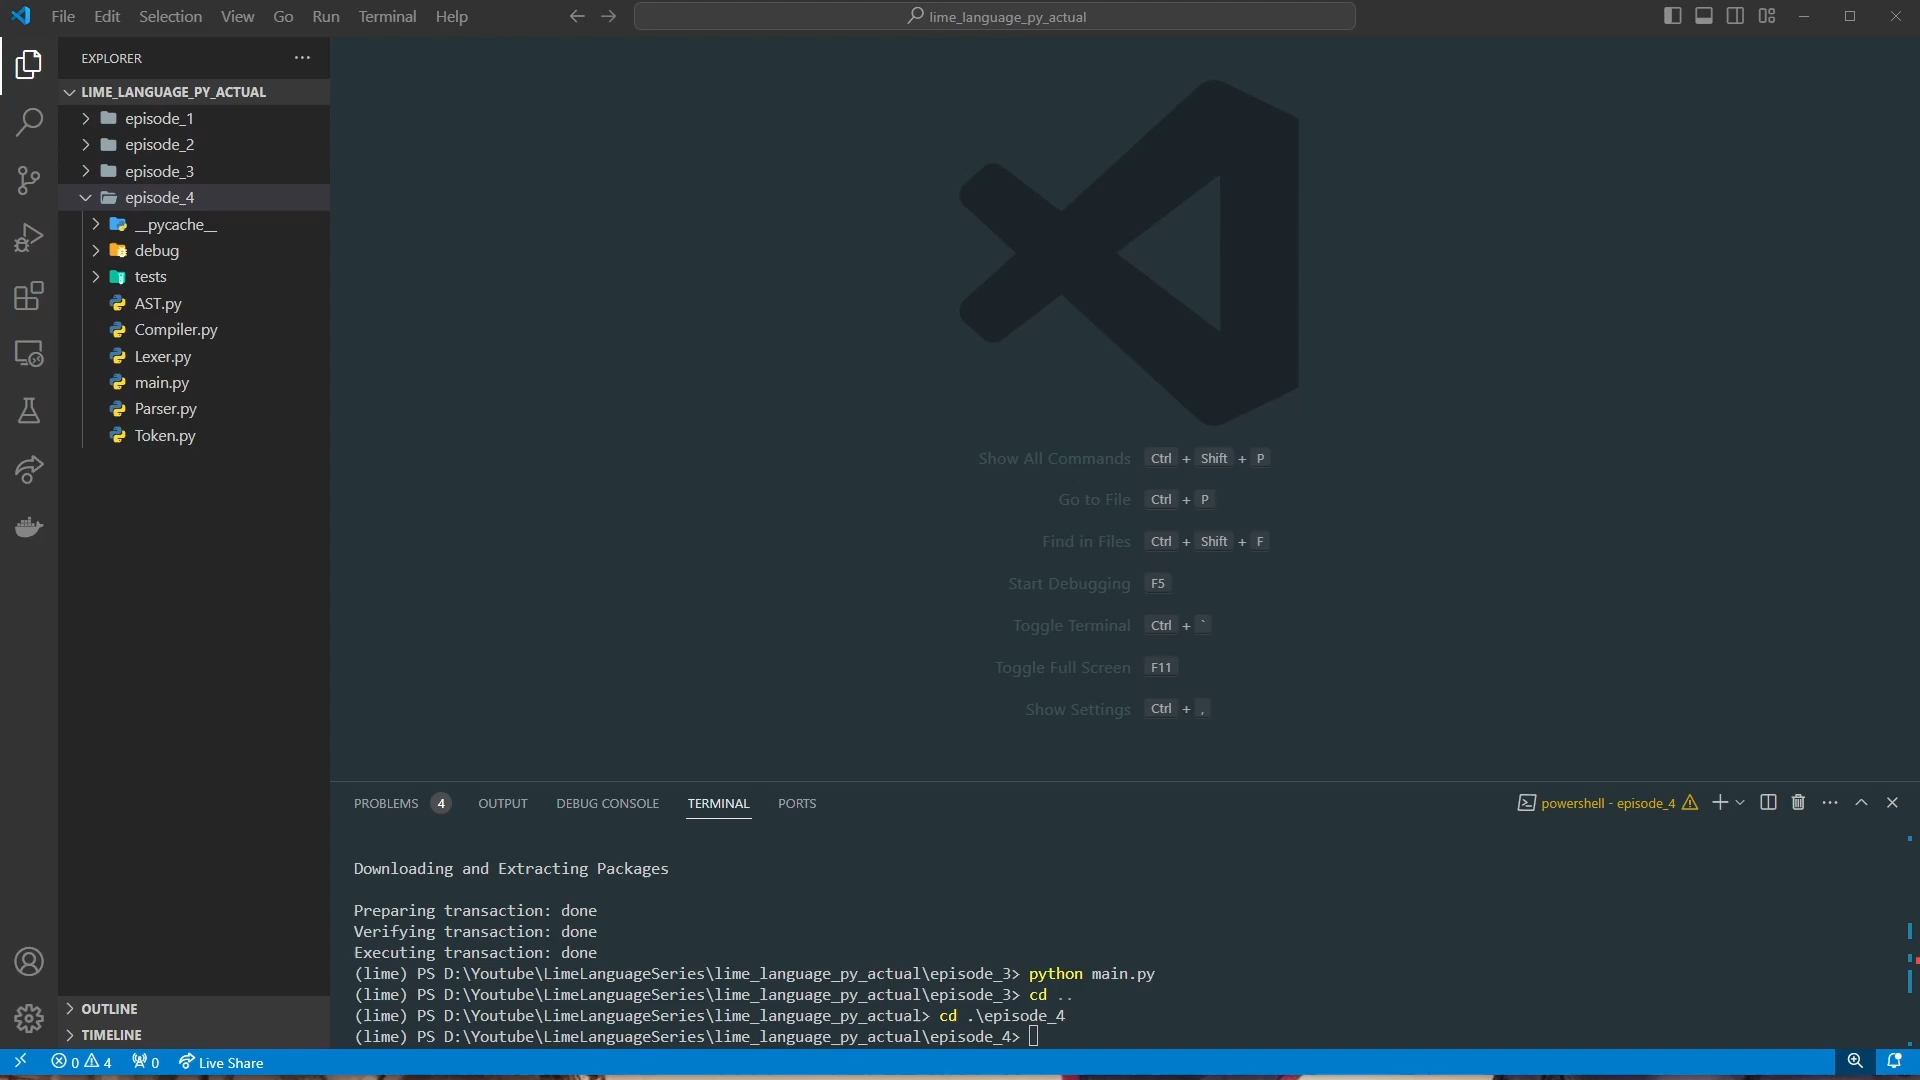 File Edit Selection View Go Run Terminal Help
lime_language_py_actual
EXPLORER
LIME_LANGUAGE_PY_ACTUAL
episode_1
episode_2
episode_3
episode_4
__pycache__
debug
tests
AST.py
Compiler.py
Lexer.py
main.py
Parser.py
Token.py
OUTLINE
TIMELINE
Show All Commands Ctrl + Shift + P
Go to File Ctrl + P
Find in Files Ctrl + Shift + F
Start Debugging F5
Toggle Terminal Ctrl + `
Toggle Full Screen F11
Show Settings Ctrl + ,
PROBLEMS 4 OUTPUT DEBUG CONSOLE TERMINAL PORTS
powershell - episode_4
Downloading and Extracting Packages
Preparing transaction: done
Verifying transaction: done
Executing transaction: done
(lime) PS D:\Youtube\LimeLanguageSeries\lime_language_py_actual\episode_3> python main.py
(lime) PS D:\Youtube\LimeLanguageSeries\lime_language_py_actual\episode_3> cd ..
(lime) PS D:\Youtube\LimeLanguageSeries\lime_language_py_actual> cd .\episode_4
(lime) PS D:\Youtube\LimeLanguageSeries\lime_language_py_actual\episode_4>
0 4 0 Live Share